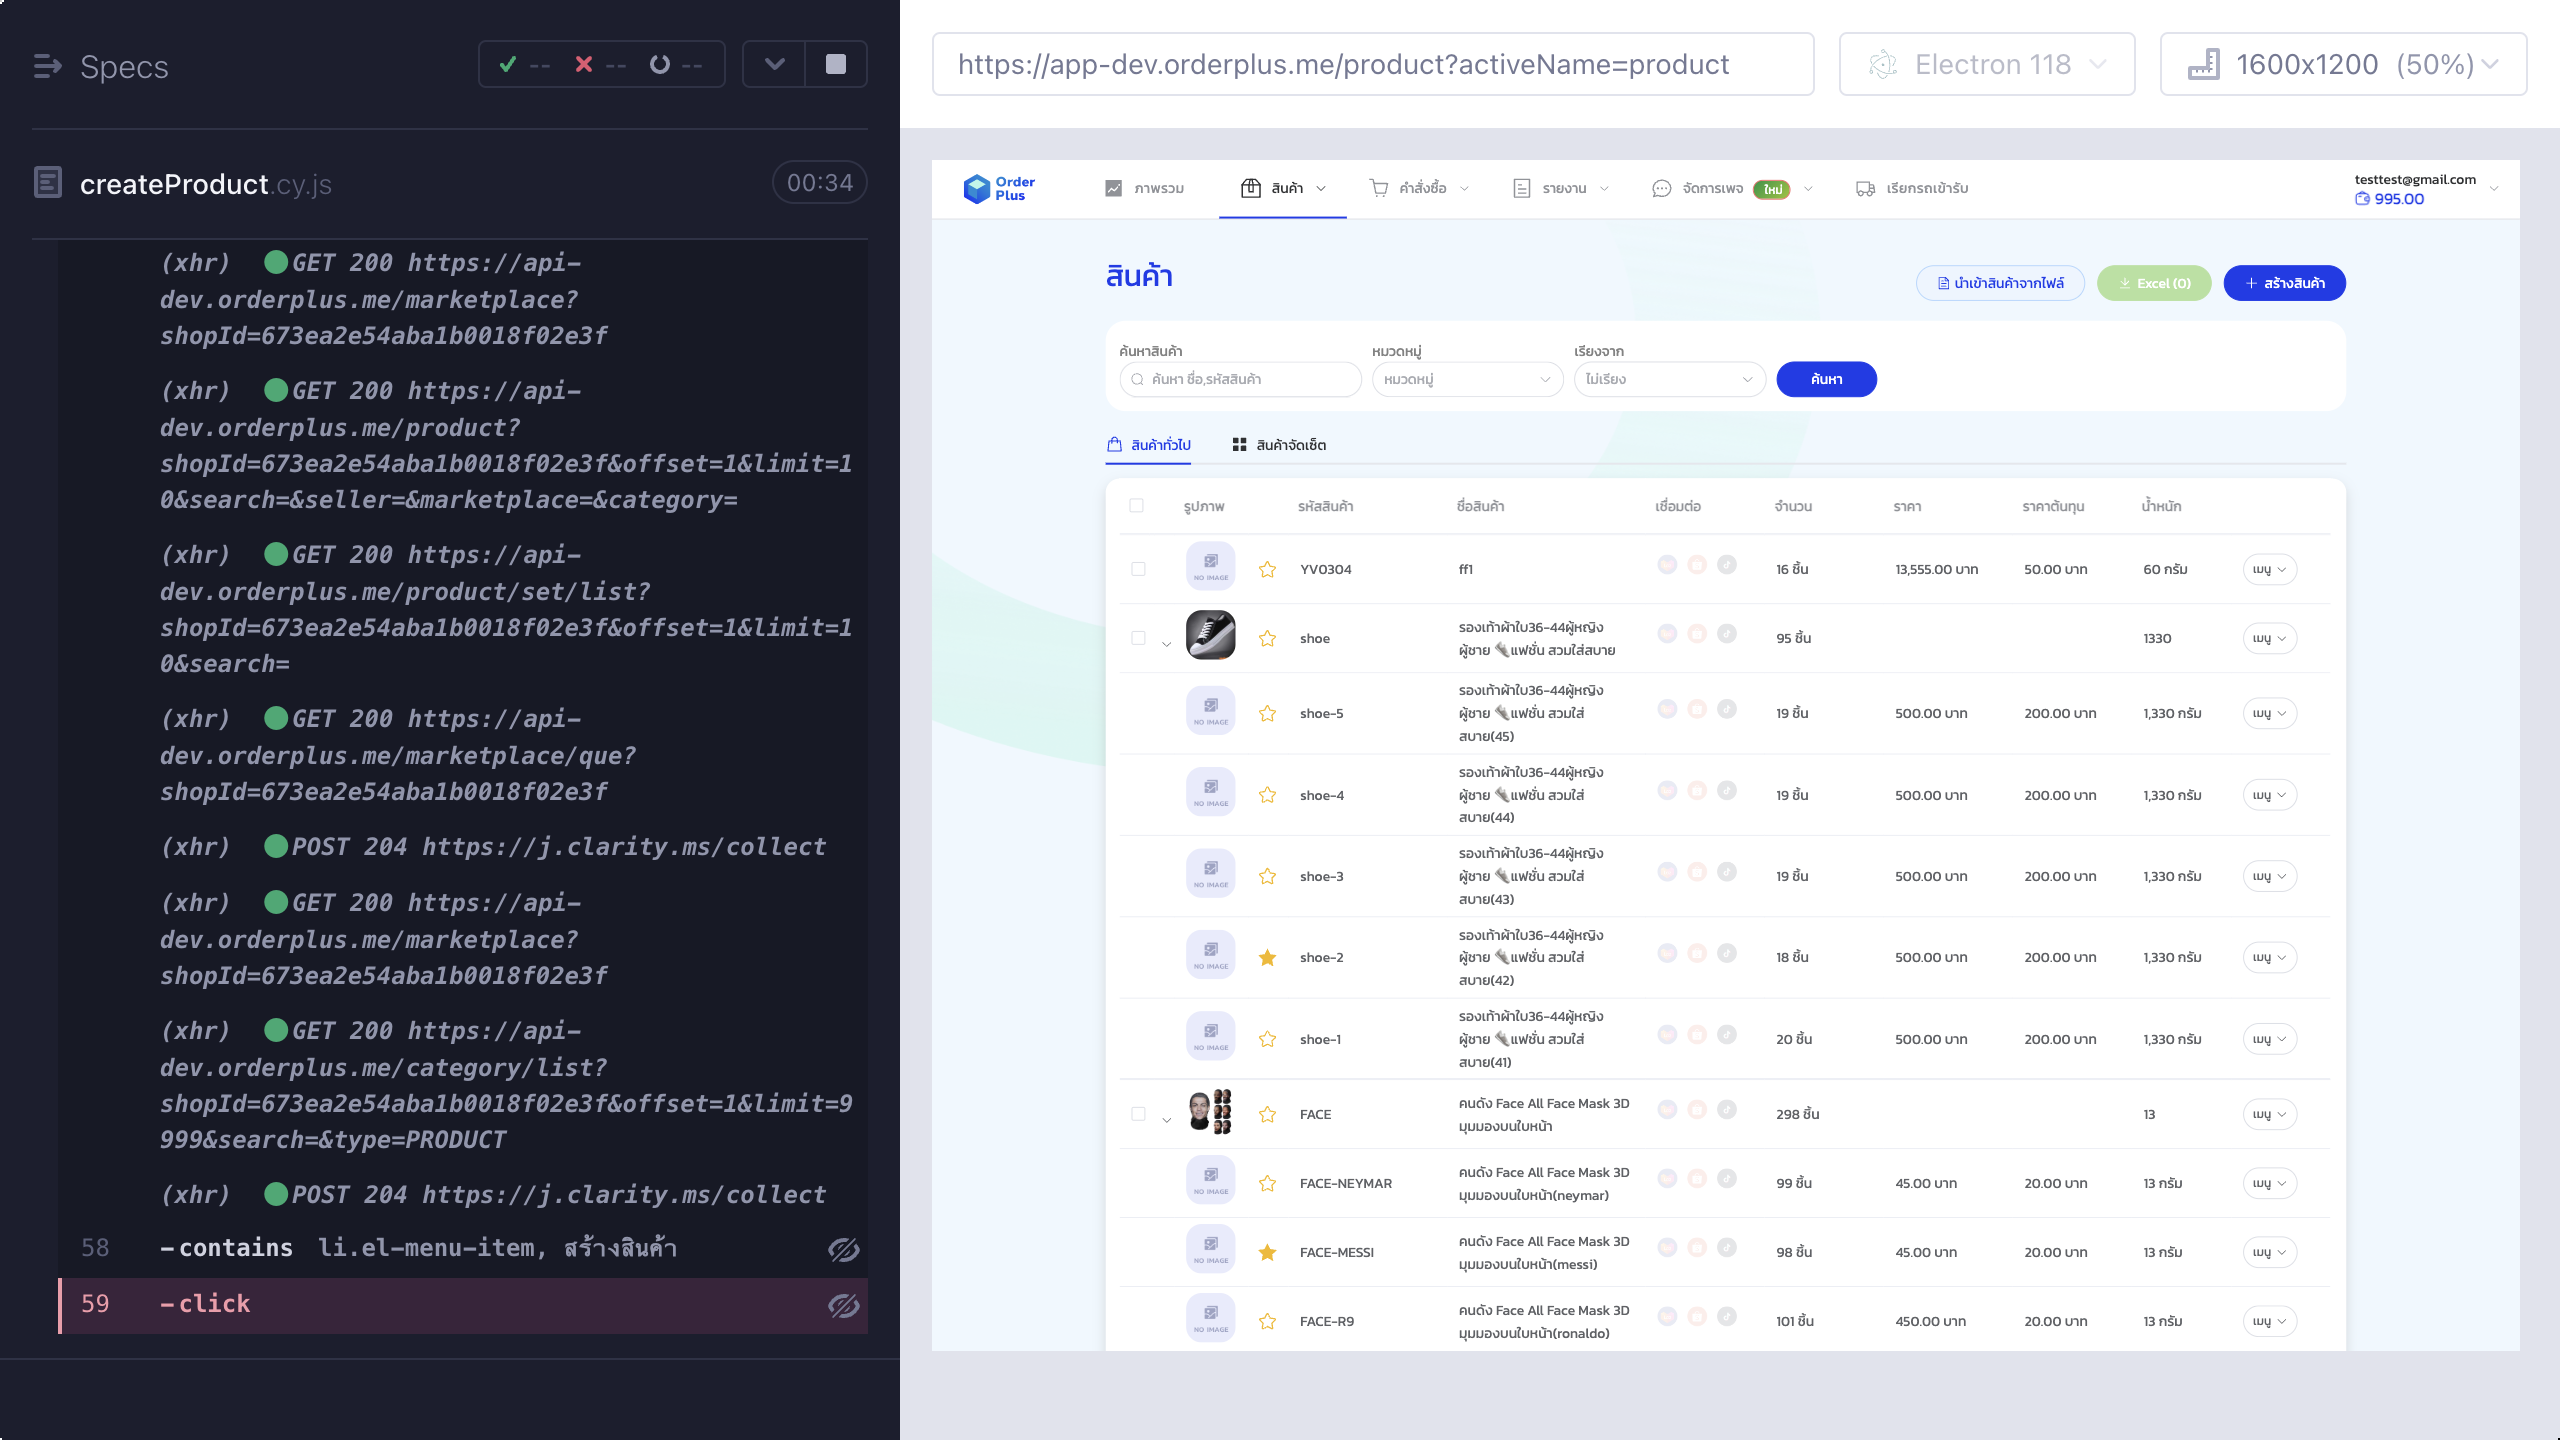 Specs
-- -- --
createProduct.cy.js
00:34
(xhr) GET 200 https://api-
dev.orderplus.me/marketplace?
shopId=673ea2e54aba1b0018f02e3f
(xhr) GET 200 https://api-
dev.orderplus.me/product?
shopId=673ea2e54aba1b0018f02e3f&offset=1&limit=1
0&search=&seller=&marketplace=&category=
(xhr) GET 200 https://api-
dev.orderplus.me/product/set/list?
shopId=673ea2e54aba1b0018f02e3f&offset=1&limit=1
0&search=
(xhr) GET 200 https://api-
dev.orderplus.me/marketplace/que?
shopId=673ea2e54aba1b0018f02e3f
(xhr) POST 204 https://j.clarity.ms/collect
(xhr) GET 200 https://api-
dev.orderplus.me/marketplace?
shopId=673ea2e54aba1b0018f02e3f
(xhr) GET 200 https://api-
dev.orderplus.me/category/list?
shopId=673ea2e54aba1b0018f02e3f&offset=1&limit=9
999&search=&type=PRODUCT
(xhr) POST 204 https://j.clarity.ms/collect
58 -contains li.el-menu-item, สร้างสินค้า
59 -click
https://app-dev.orderplus.me/product?activeName=product
Electron 118
1600x1200 (50%)
Order
Plus
ภาพรวม สินค้า คำสั่งซื้อ รายงาน จัดการเพจ ใหม่ เรียกรถเข้ารับ
testtest@gmail.com
995.00
สินค้า
นำเข้าสินค้าจากไฟล์ Excel (0) + สร้างสินค้า
ค้นหาสินค้า หมวดหมู่ เรียงจาก
ค้นหา ชื่อ,รหัสสินค้า หมวดหมู่ ไม่เรียง ค้นหา
สินค้าทั่วไป สินค้าจัดเซ็ต
รูปภาพ รหัสสินค้า ชื่อสินค้า เชื่อมต่อ จำนวน ราคา ราคาต้นทุน น้ำหนัก
NO IMAGE YV0304 ff1 16 ชิ้น 13,555.00 บาท 50.00 บาท 60 กรัม เมนู
shoe รองเท้าผ้าใบ36-44ผู้หญิง
ผู้ชาย 👟แฟชั่น สวมใส่สบาย 95 ชิ้น 1330 เมนู
NO IMAGE shoe-5 รองเท้าผ้าใบ36-44ผู้หญิง
ผู้ชาย 👟แฟชั่น สวมใส่
สบาย(45) 19 ชิ้น 500.00 บาท 200.00 บาท 1,330 กรัม เมนู
NO IMAGE shoe-4 รองเท้าผ้าใบ36-44ผู้หญิง
ผู้ชาย 👟แฟชั่น สวมใส่
สบาย(44) 19 ชิ้น 500.00 บาท 200.00 บาท 1,330 กรัม เมนู
NO IMAGE shoe-3 รองเท้าผ้าใบ36-44ผู้หญิง
ผู้ชาย 👟แฟชั่น สวมใส่
สบาย(43) 19 ชิ้น 500.00 บาท 200.00 บาท 1,330 กรัม เมนู
NO IMAGE shoe-2 รองเท้าผ้าใบ36-44ผู้หญิง
ผู้ชาย 👟แฟชั่น สวมใส่
สบาย(42) 18 ชิ้น 500.00 บาท 200.00 บาท 1,330 กรัม เมนู
NO IMAGE shoe-1 รองเท้าผ้าใบ36-44ผู้หญิง
ผู้ชาย 👟แฟชั่น สวมใส่
สบาย(41) 20 ชิ้น 500.00 บาท 200.00 บาท 1,330 กรัม เมนู
FACE คนดัง Face All Face Mask 3D
มุมมองบนใบหน้า 298 ชิ้น 13 เมนู
NO IMAGE FACE-NEYMAR คนดัง Face All Face Mask 3D
มุมมองบนใบหน้า(neymar) 99 ชิ้น 45.00 บาท 20.00 บาท 13 กรัม เมนู
NO IMAGE FACE-MESSI คนดัง Face All Face Mask 3D
มุมมองบนใบหน้า(messi) 98 ชิ้น 45.00 บาท 20.00 บาท 13 กรัม เมนู
NO IMAGE FACE-R9 คนดัง Face All Face Mask 3D
มุมมองบนใบหน้า(ronaldo) 101 ชิ้น 450.00 บาท 20.00 บาท 13 กรัม เมนู